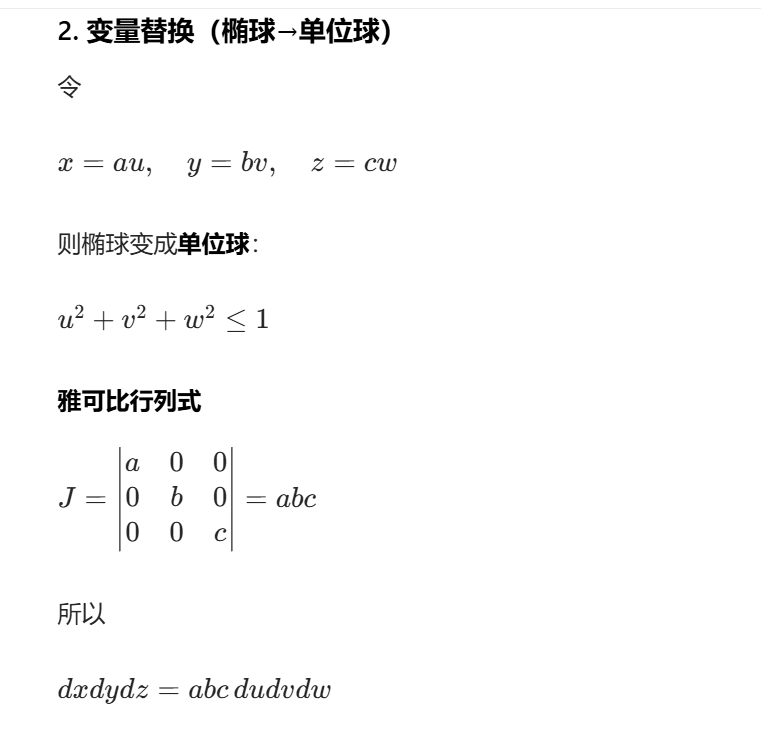 2. 变量替换（椭球→单位球）
令
x = au,  y = bv,  z = cw
则椭球变成单位球：
u² + v² + w² ≤ 1
雅可比行列式
J = |a 0 0; 0 b 0; 0 0 c| = abc
所以
dxdydz = abc dudvdw